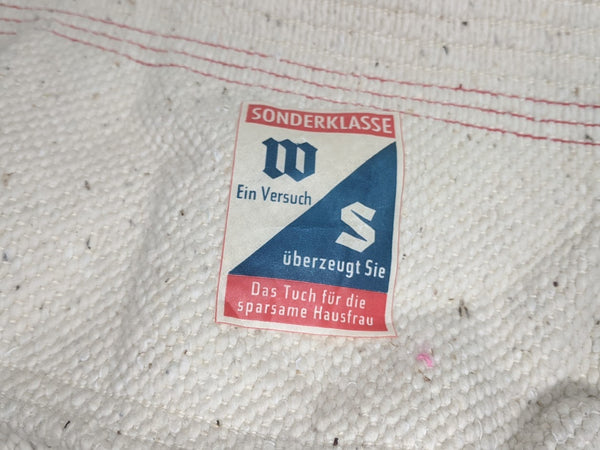 SONDERKLASSE
W
Ein Versuch
S
überzeugt Sie
Das Tuch für die
sparsame Hausfrau